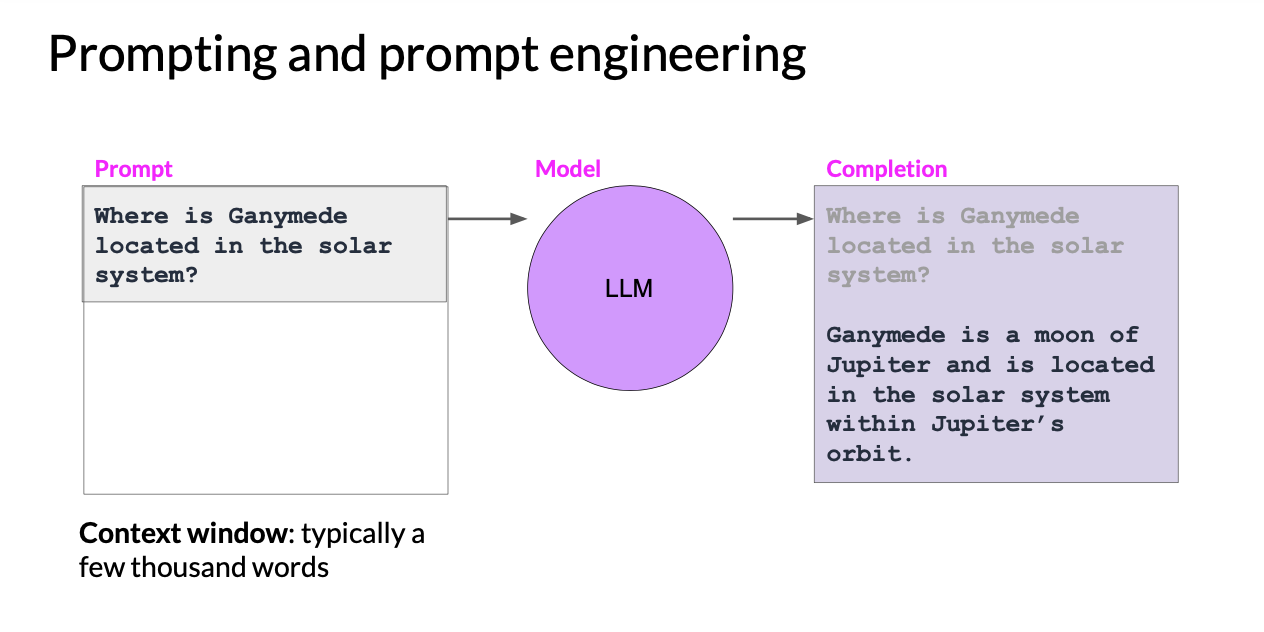 Prompting and prompt engineering
Prompt
Where is Ganymede
located in the solar
system?
Context window: typically a
few thousand words
Model
LLM
Completion
Where is Ganymede
located in the solar
system?
Ganymede is a moon of
Jupiter and is located
in the solar system
within Jupiter’s
orbit.